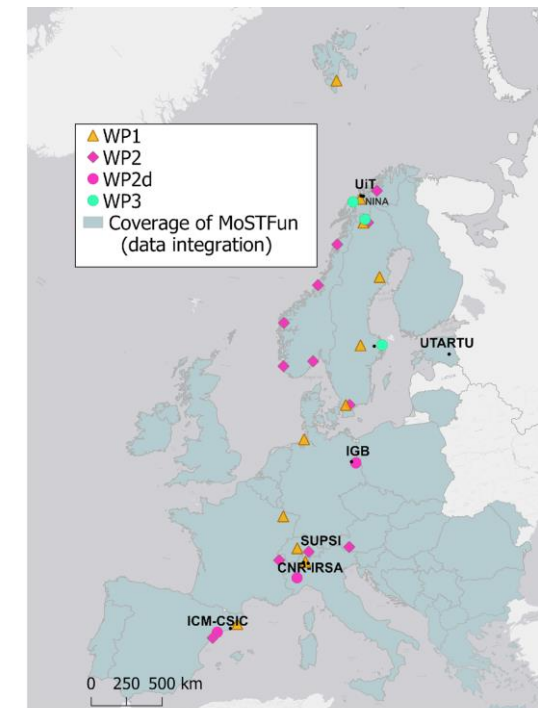 WP1
WP2
WP2d
WP3
Coverage of MoSTFun
(data integration)
UiT
NINA
UTARTU
IGB
SUPSI
CNR-IRSA
ICM-CSIC
0 250 500 km